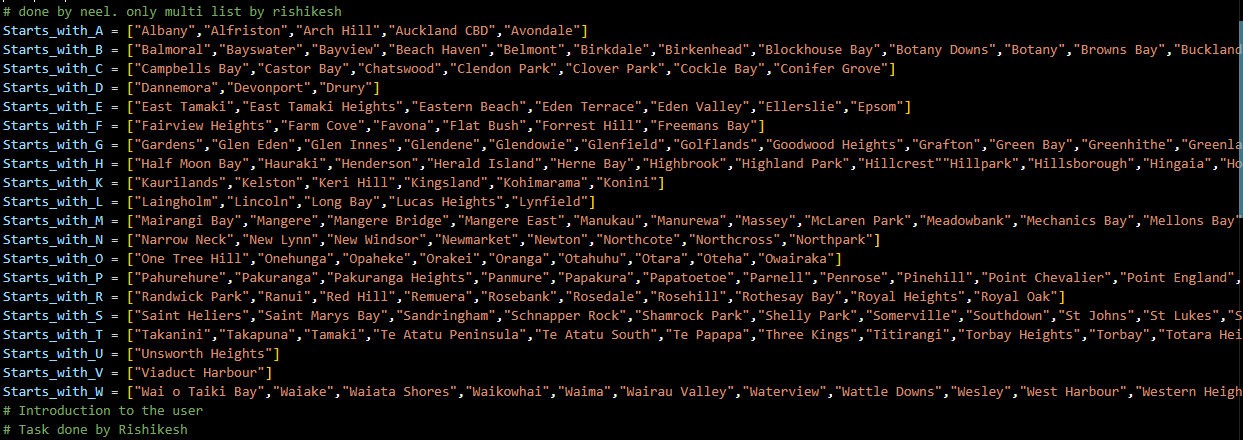 # done by neel. only multi list by rishikesh
Starts_with_A = ["Albany","Alfriston","Arch Hill","Auckland CBD","Avondale"]
Starts_with_B = ["Balmoral","Bayswater","Bayview","Beach Haven","Belmont","Birkdale","Birkenhead","Blockhouse Bay","Botany Downs","Botany","Browns Bay","Buckland
Starts_with_C = ["Campbells Bay","Castor Bay","Chatswood","Clendon Park","Clover Park","Cockle Bay","Conifer Grove"]
Starts_with_D = ["Dannemora","Devonport","Drury"]
Starts_with_E = ["East Tamaki","East Tamaki Heights","Eastern Beach","Eden Terrace","Eden Valley","Ellerslie","Epsom"]
Starts_with_F = ["Fairview Heights","Farm Cove","Favona","Flat Bush","Forrest Hill","Freemans Bay"]
Starts_with_G = ["Gardens","Glen Eden","Glen Innes","Glendene","Glendowie","Glenfield","Golflands","Goodwood Heights","Grafton","Green Bay","Greenhithe","Greenla
Starts_with_H = ["Half Moon Bay","Hauraki","Henderson","Herald Island","Herne Bay","Highbrook","Highland Park","Hillcrest""Hillpark","Hillsborough","Hingaia","Ho
Starts_with_K = ["Kaurilands","Kelston","Keri Hill","Kingsland","Kohimarama","Konini"]
Starts_with_L = ["Laingholm","Lincoln","Long Bay","Lucas Heights","Lynfield"]
Starts_with_M = ["Mairangi Bay","Mangere","Mangere Bridge","Mangere East","Manukau","Manurewa","Massey","McLaren Park","Meadowbank","Mechanics Bay","Mellons Bay"
Starts_with_N = ["Narrow Neck","New Lynn","New Windsor","Newmarket","Newton","Northcote","Northcross","Northpark"]
Starts_with_O = ["One Tree Hill","Onehunga","Opaheke","Orakei","Oranga","Otahuhu","Otara","Oteha","Owairaka"]
Starts_with_P = ["Pahurehure","Pakuranga","Pakuranga Heights","Panmure","Papakura","Papatoetoe","Parnell","Penrose","Pinehill","Point Chevalier","Point England",
Starts_with_R = ["Randwick Park","Ranui","Red Hill","Remuera","Rosebank","Rosedale","Rosehill","Rothesay Bay","Royal Heights","Royal Oak"]
Starts_with_S = ["Saint Heliers","Saint Marys Bay","Sandringham","Schnapper Rock","Shamrock Park","Shelly Park","Somerville","Southdown","St Johns","St Lukes","S
Starts_with_T = ["Takanini","Takapuna","Tamaki","Te Atatu Peninsula","Te Atatu South","Te Papapa","Three Kings","Titirangi","Torbay Heights","Torbay","Totara Hei
Starts_with_U = ["Unsworth Heights"]
Starts_with_V = ["Viaduct Harbour"]
Starts_with_W = ["Wai o Taiki Bay","Waiake","Waiata Shores","Waikowhai","Waima","Wairau Valley","Waterview","Wattle Downs","Wesley","West Harbour","Western Heigh
# Introduction to the user
# Task done by Rishikesh